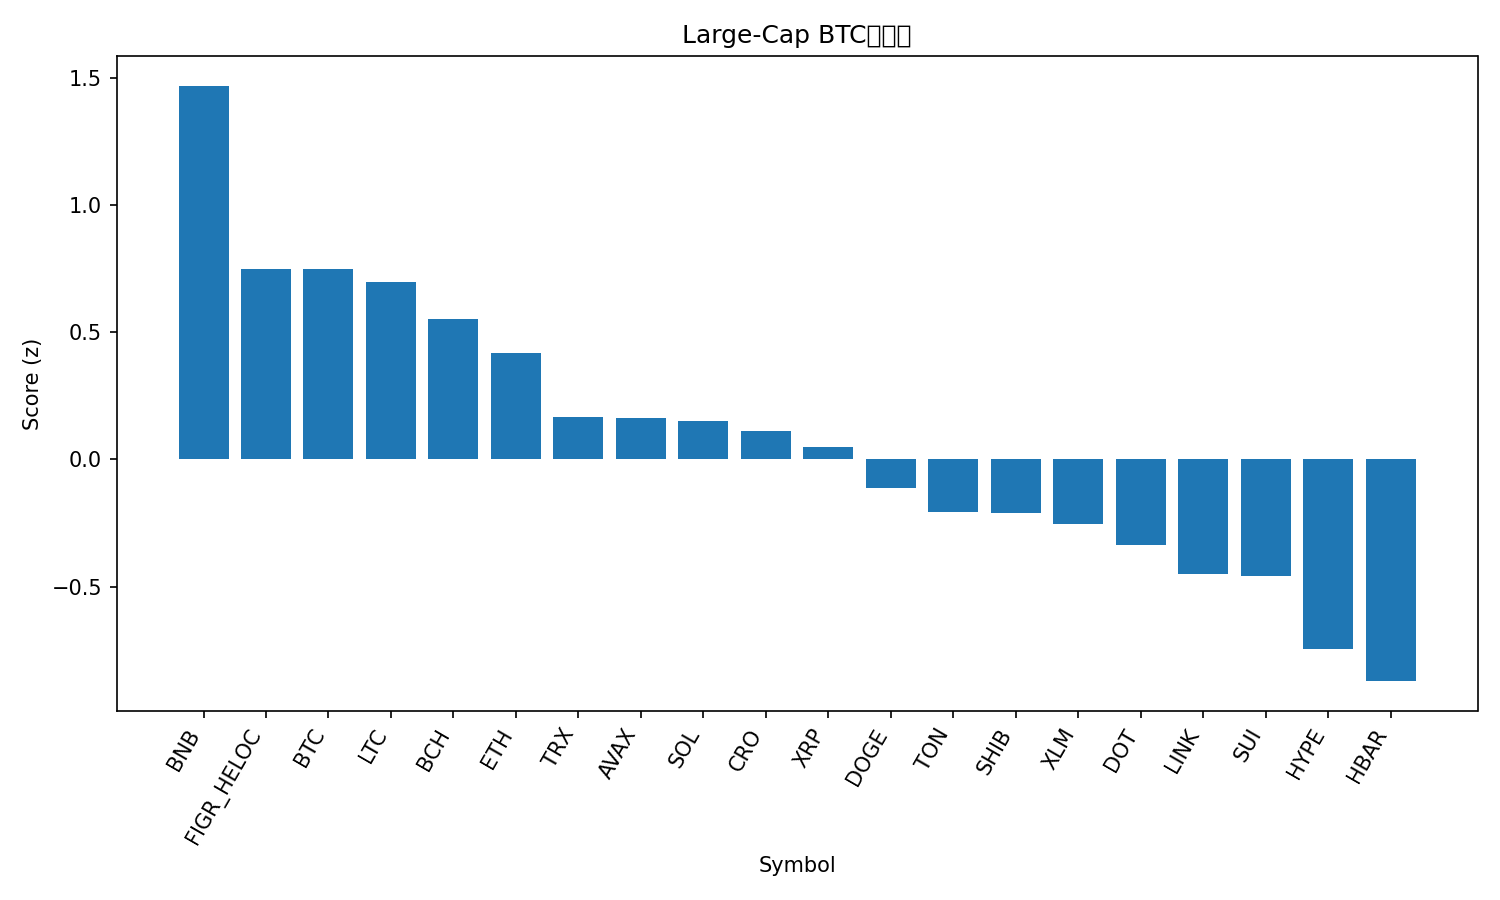 Large-Cap BTC
Score (z)
1.5
1.0
0.5
0.0
−0.5
BNB
FIGR_HELOC
BTC
LTC
BCH
ETH
TRX
AVAX
SOL
CRO
XRP
DOGE
TON
SHIB
XLM
DOT
LINK
SUI
HYPE
HBAR
Symbol